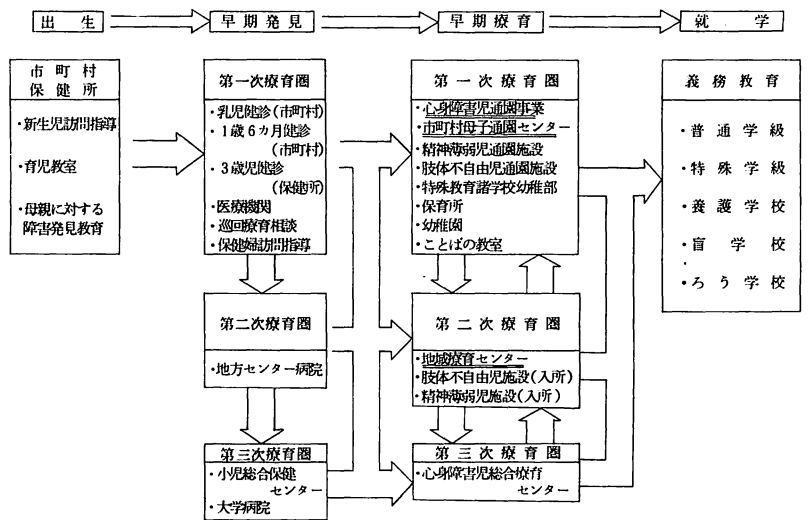 出生
早期発見
早期療育
就学
市町村
保健所
・新生児訪問指導
・育児教室
・母親に対する
障害発見教育
第一次療育圏
・乳児健診(市町村)
・1歳6ヵ月健診
(市町村)
・3歳児健診
(保健所)
・医療機関
・巡回療育相談
・保健婦訪問指導
第二次療育圏
・地方センター病院
第三次療育圏
・小児総合保健
センター
・大学病院
第一次療育圏
・心身障害児通園事業
・市町村母子通園センター
・精神薄弱児通園施設
・肢体不自由児通園施設
・特殊教育諸学校幼稚部
・保育所
・幼稚園
・ことばの教室
第二次療育圏
・地域療育センター
・肢体不自由児施設(入所)
・精神薄弱児施設(入所)
第三次療育圏
・心身障害児総合療育
センター
義務教育
・普通学級
・特殊学級
・養護学校
・盲学校
・ろう学校